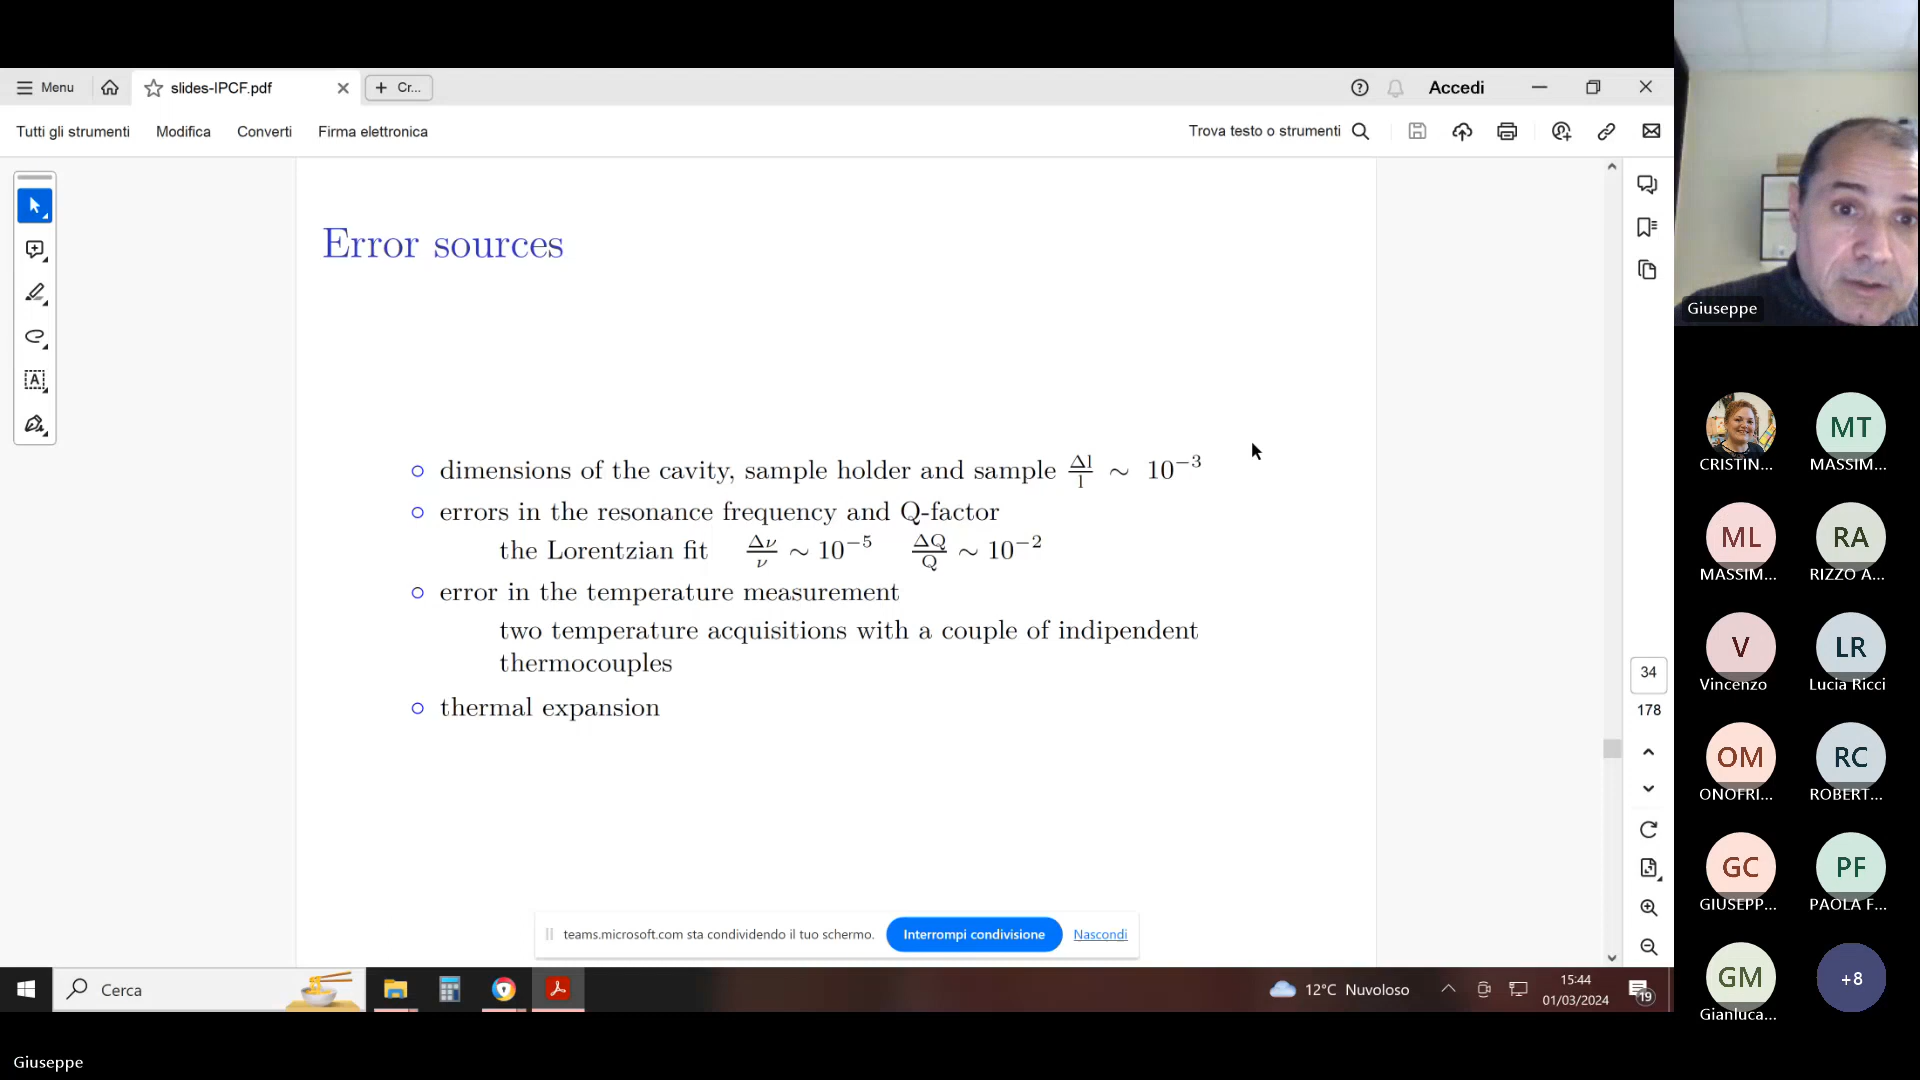 Menu
slides-IPCF.pdf
Cr...
Accedi
Tutti gli strumenti
Modifica
Converti
Firma elettronica
Trova testo o strumenti
Error sources
dimensions of the cavity, sample holder and sample Δl/l ∼ 10⁻³
errors in the resonance frequency and Q-factor
the Lorentzian fit Δν/ν ∼ 10⁻⁵ ΔQ/Q ∼ 10⁻²
error in the temperature measurement
two temperature acquisitions with a couple of indipendent
thermocouples
thermal expansion
34
178
teams.microsoft.com sta condividendo il tuo schermo.
Interrompi condivisione
Nascondi
Cerca
12°C Nuvoloso
15:44
01/03/2024
19
Giuseppe
Giuseppe
CRISTIN...
MT
MASSIM...
ML
MASSIM...
RA
RIZZO A...
V
Vincenzo
LR
Lucia Ricci
OM
ONOFRI...
RC
ROBERT...
GC
GIUSEPP...
PF
PAOLA F...
GM
Gianluca...
+8